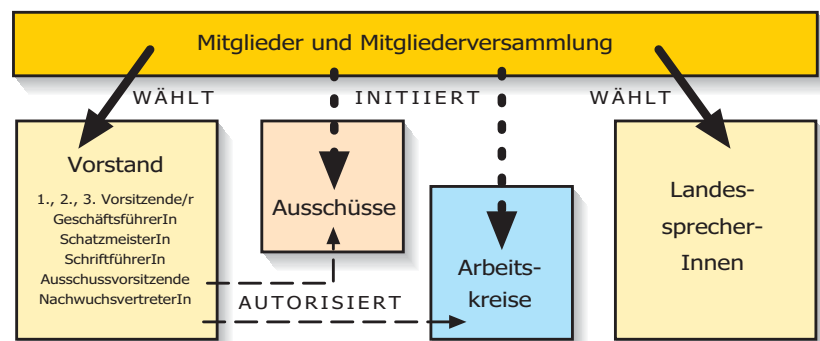 Mitglieder und Mitgliederversammlung
WÄHLT
INITIIERT
WÄHLT
Vorstand
1., 2., 3. Vorsitzende/r
GeschäftsführerIn
SchatzmeisterIn
SchriftführerIn
Ausschussvorsitzende
NachwuchsvertreterIn
Ausschüsse
AUTORISIERT
Arbeits-
kreise
Landes-
sprecher-
Innen